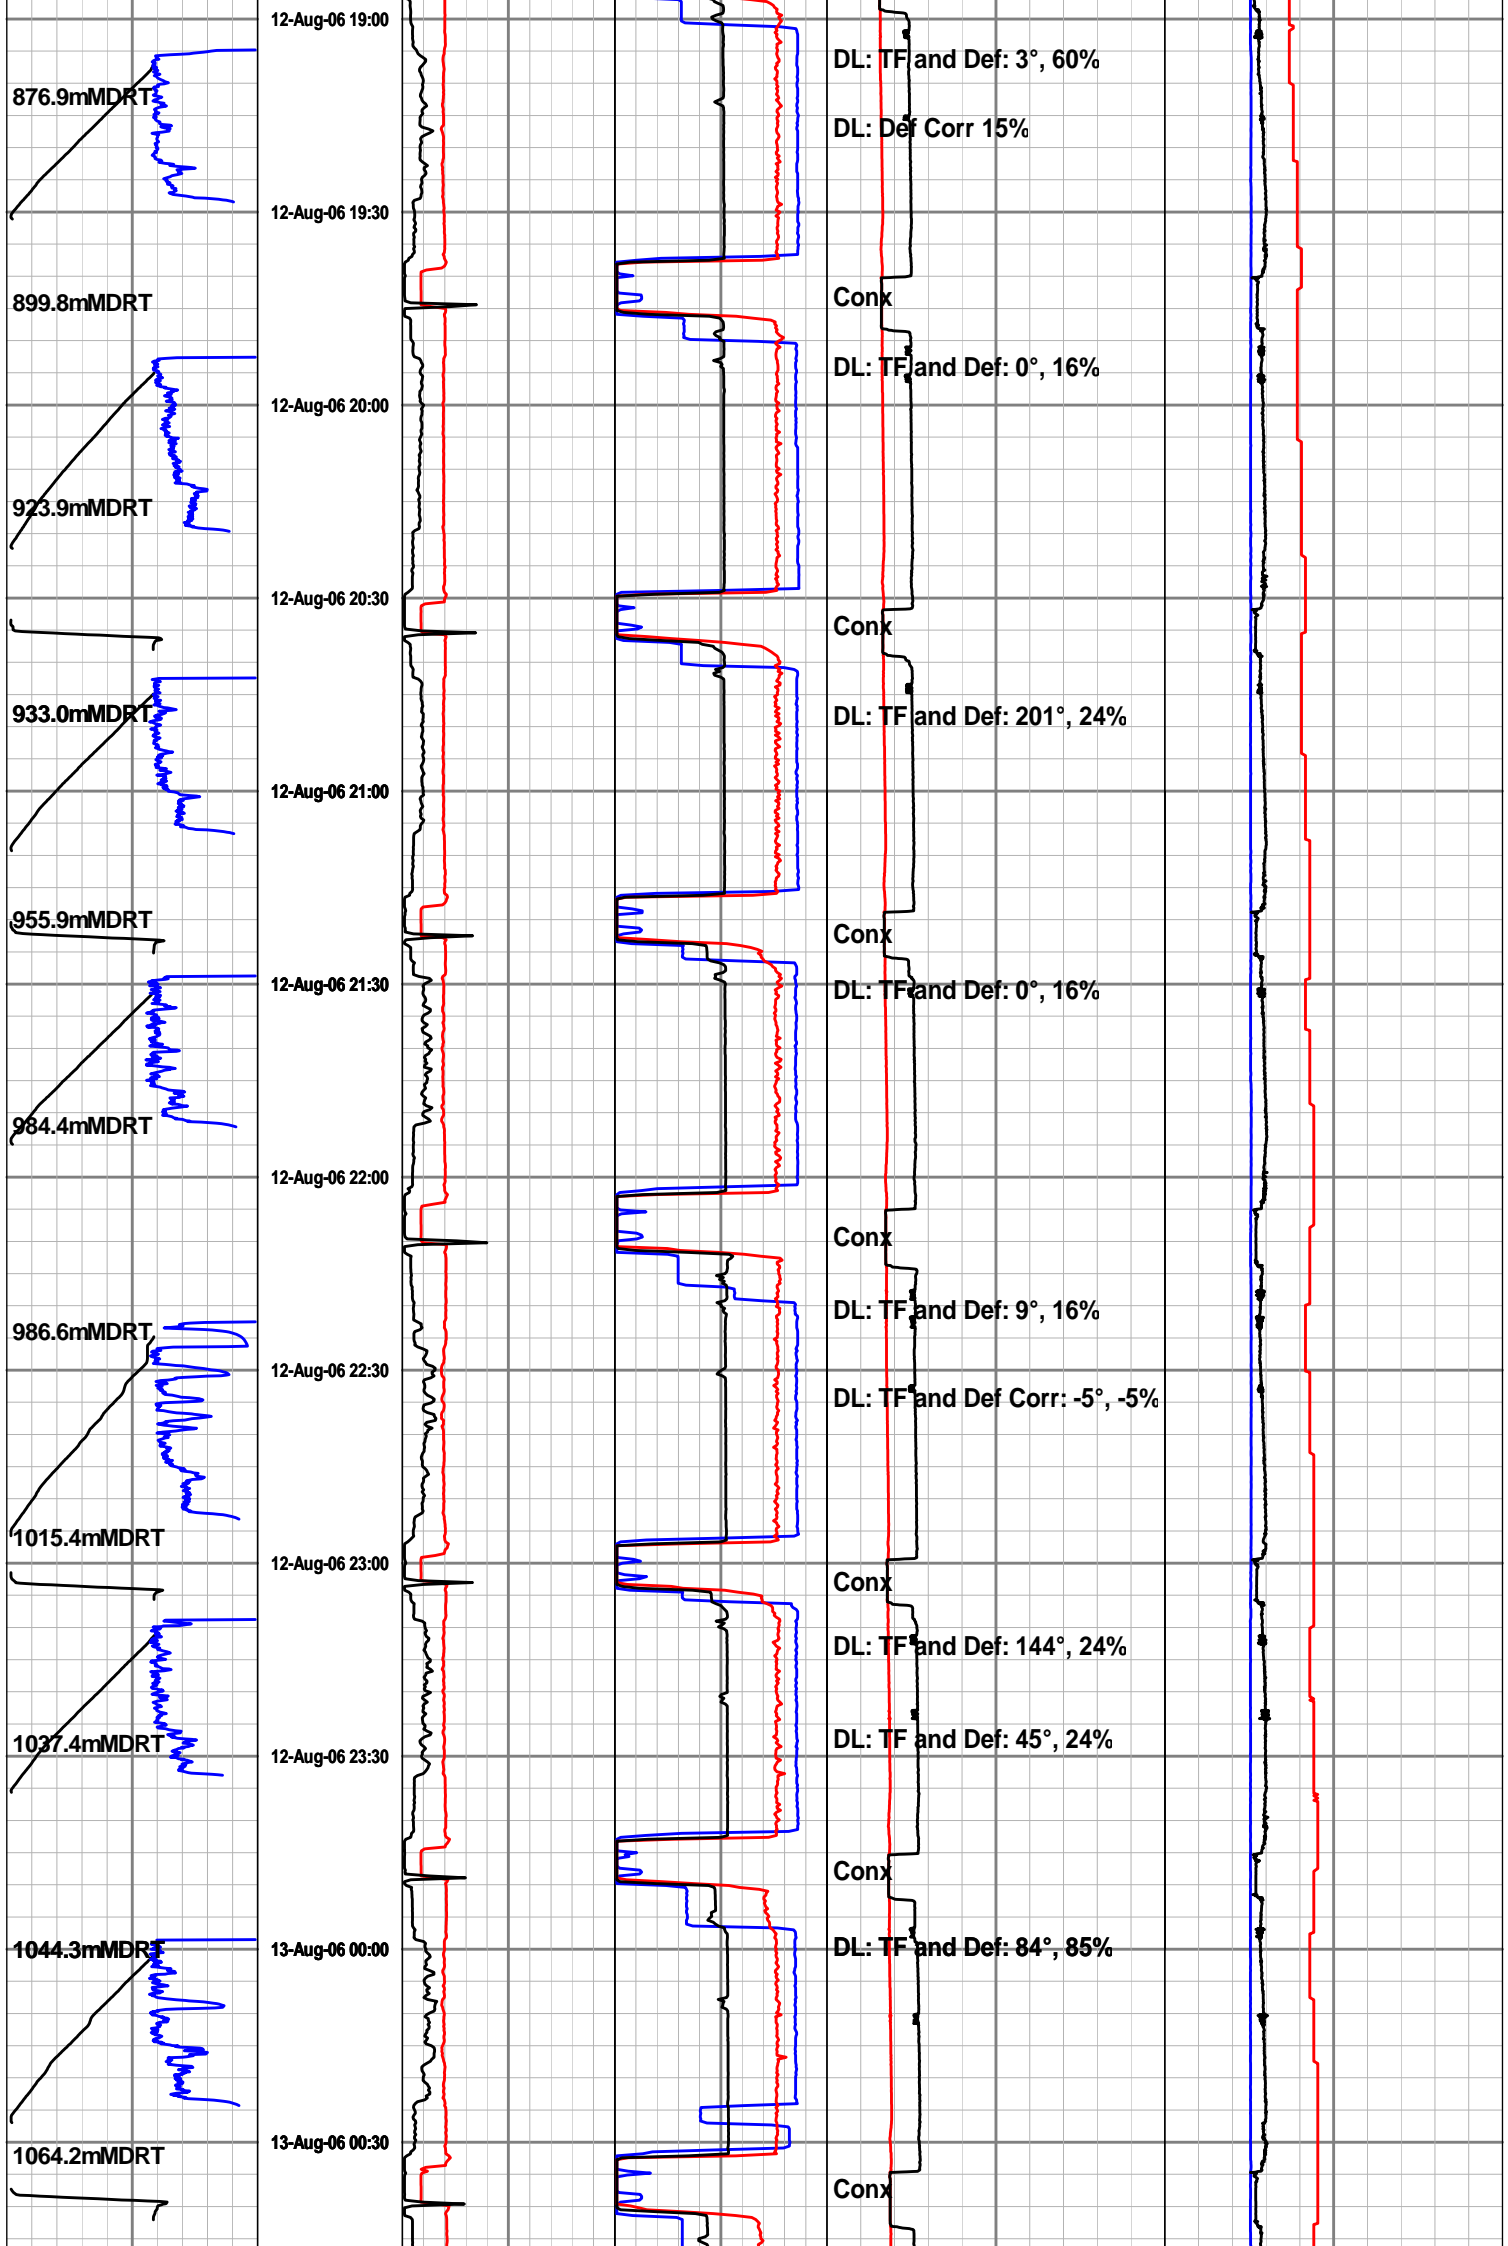 12-Aug-06 19:00
DL: TF and Def: 3°, 60%
876.9mMDRT
DL: Def Corr 15%
12-Aug-06 19:30
899.8mMDRT
Conx
DL: TF and Def: 0°, 16%
12-Aug-06 20:00
923.9mMDRT
12-Aug-06 20:30
Conx
933.0mMDRT
DL: TF and Def: 201°, 24%
12-Aug-06 21:00
955.9mMDRT
Conx
12-Aug-06 21:30
DL: TF and Def: 0°, 16%
984.4mMDRT
12-Aug-06 22:00
Conx
DL: TF and Def: 9°, 16%
986.6mMDRT
12-Aug-06 22:30
DL: TF and Def Corr: -5°, -5%
1015.4mMDRT
12-Aug-06 23:00
Conx
DL: TF and Def: 144°, 24%
1037.4mMDRT
DL: TF and Def: 45°, 24%
12-Aug-06 23:30
Conx
1044.3mMDRT
13-Aug-06 00:00
DL: TF and Def: 84°, 85%
13-Aug-06 00:30
1064.2mMDRT
Conx